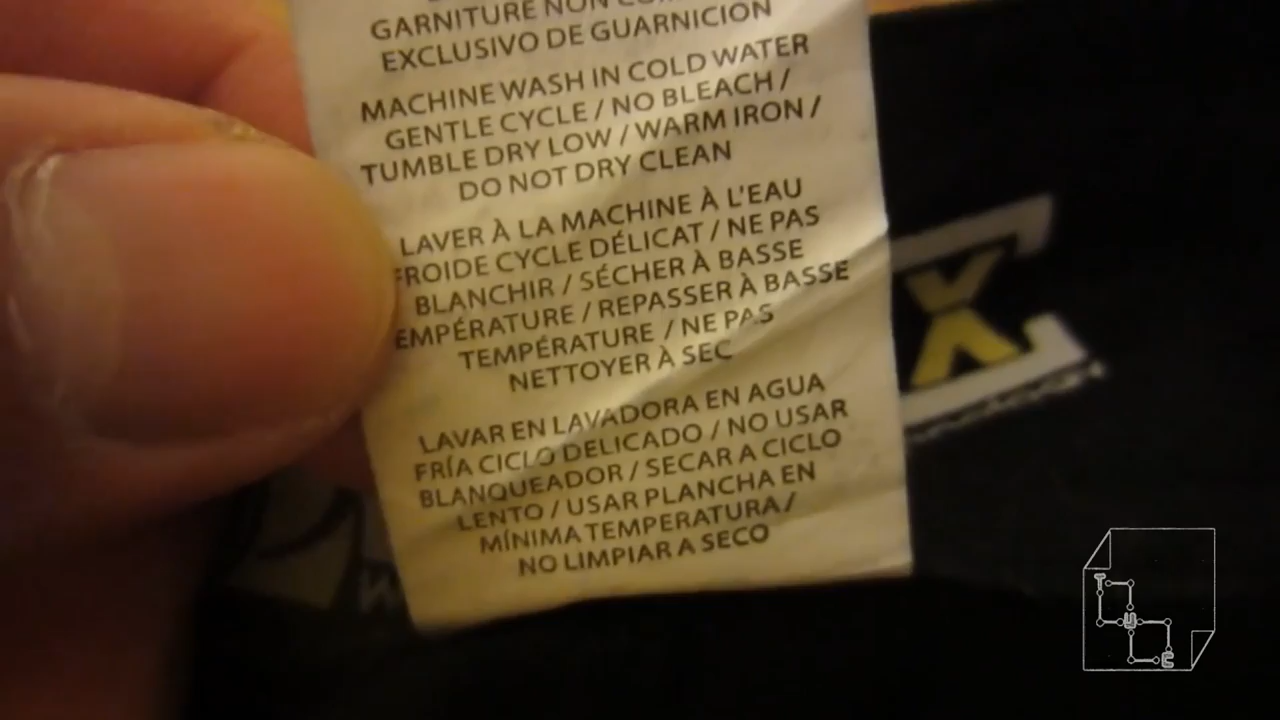 GARNITURE NON
EXCLUSIVO DE GUARNICION
MACHINE WASH IN COLD WATER
GENTLE CYCLE / NO BLEACH /
TUMBLE DRY LOW / WARM IRON /
DO NOT DRY CLEAN
LAVER À LA MACHINE À L'EAU
FROIDE CYCLE DÉLICAT / NE PAS
BLANCHIR / SÉCHER À BASSE
EMPÉRATURE / REPASSER À BASSE
TEMPÉRATURE / NE PAS
NETTOYER À SEC
LAVAR EN LAVADORA EN AGUA
FRÍA CICLO DELICADO / NO USAR
BLANQUEADOR / SECAR A CICLO
LENTO / USAR PLANCHA EN
MÍNIMA TEMPERATURA /
NO LIMPIAR A SECO
X
T
U
C